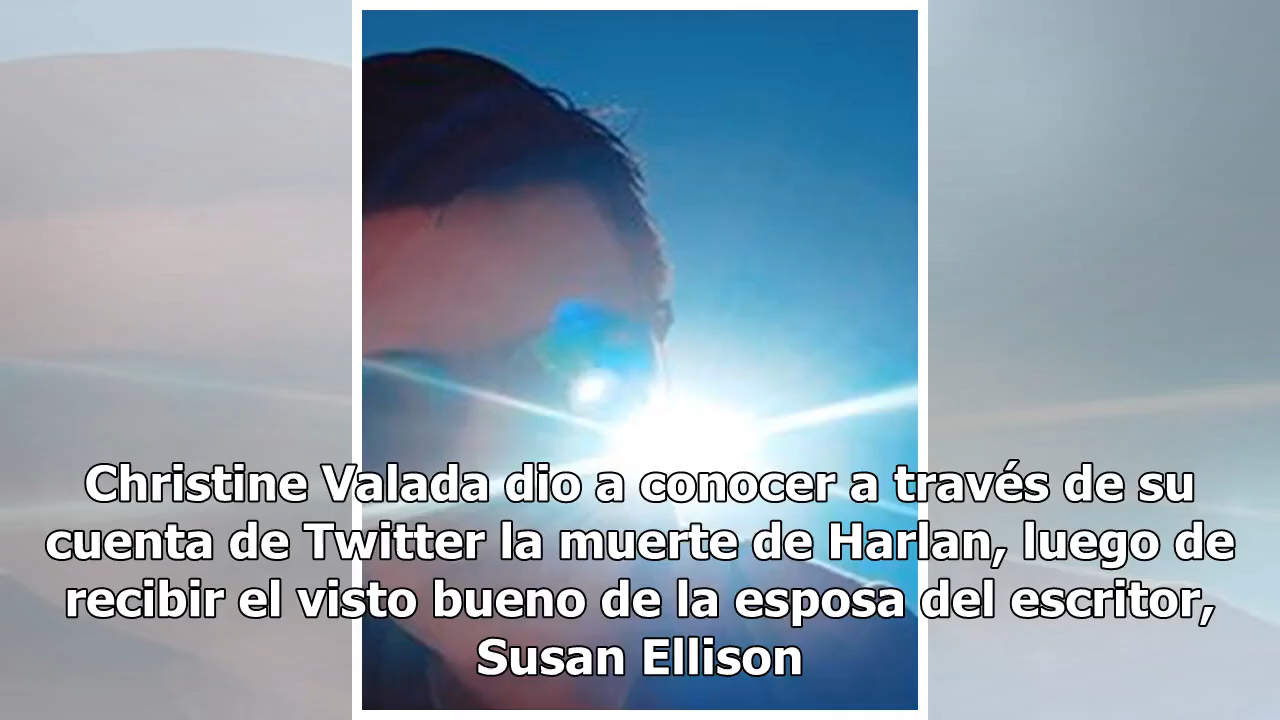 Christine Valada dio a conocer a través de su
cuenta de Twitter la muerte de Harlan, luego de
recibir el visto bueno de la esposa del escritor,
Susan Ellison